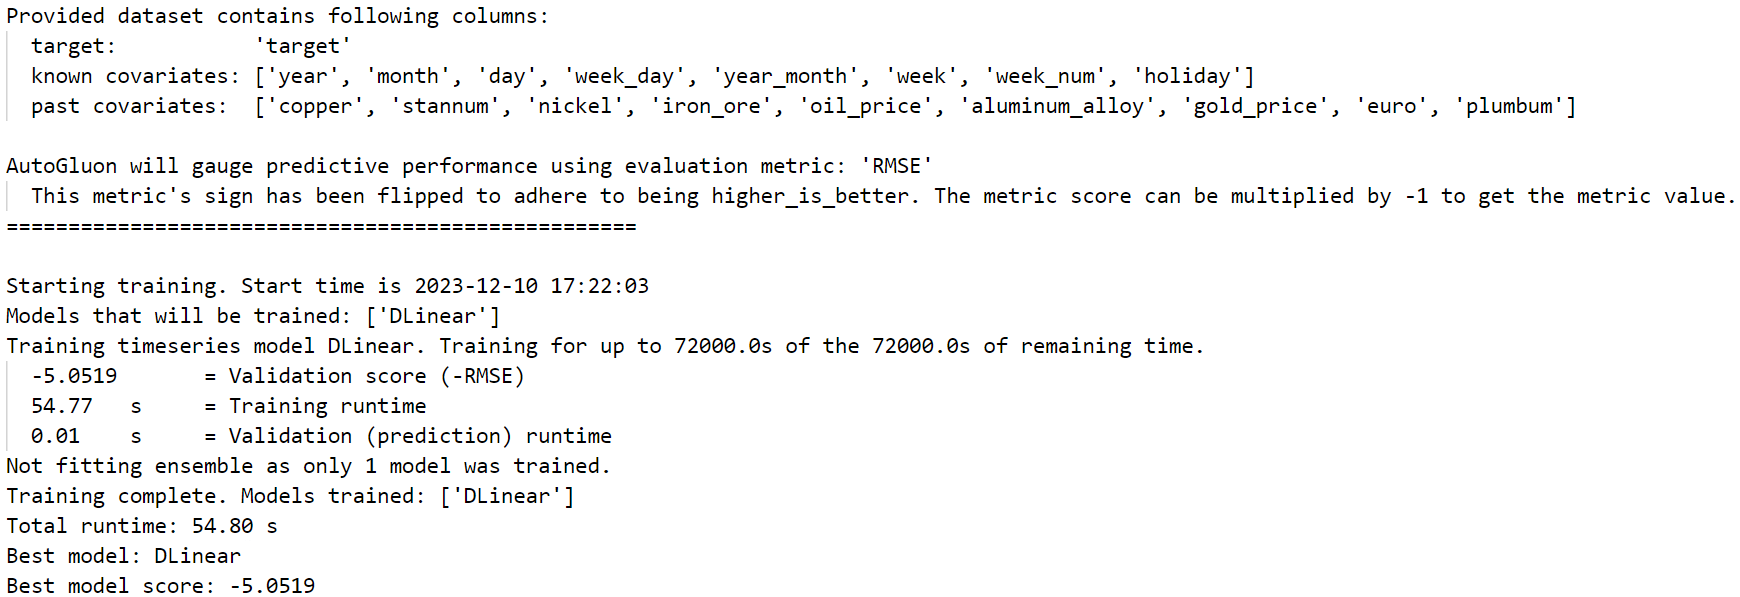 Provided dataset contains following columns:
target: 'target'
known covariates: ['year', 'month', 'day', 'week_day', 'year_month', 'week', 'week_num', 'holiday']
past covariates: ['copper', 'stannum', 'nickel', 'iron_ore', 'oil_price', 'aluminum_alloy', 'gold_price', 'euro', 'plumbum']
AutoGluon will gauge predictive performance using evaluation metric: 'RMSE'
This metric's sign has been flipped to adhere to being higher_is_better. The metric score can be multiplied by -1 to get the metric value.
===================================================
Starting training. Start time is 2023-12-10 17:22:03
Models that will be trained: ['DLinear']
Training timeseries model DLinear. Training for up to 72000.0s of the 72000.0s of remaining time.
-5.0519 = Validation score (-RMSE)
54.77 s = Training runtime
0.01 s = Validation (prediction) runtime
Not fitting ensemble as only 1 model was trained.
Training complete. Models trained: ['DLinear']
Total runtime: 54.80 s
Best model: DLinear
Best model score: -5.0519